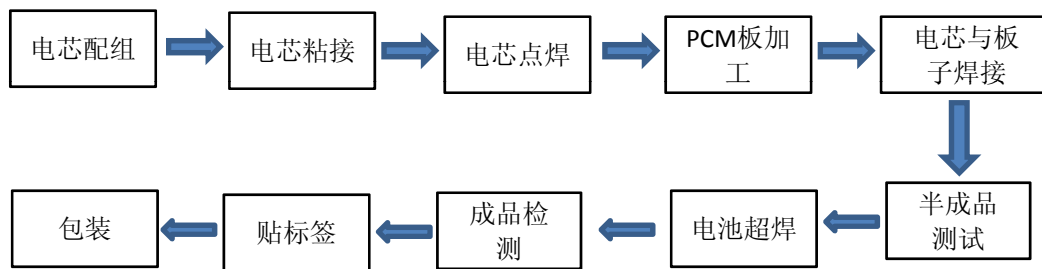 电芯配组
电芯粘接
电芯点焊
PCM板加
工
电芯与板
子焊接
半成品
测试
电池超焊
成品检
测
贴标签
包装